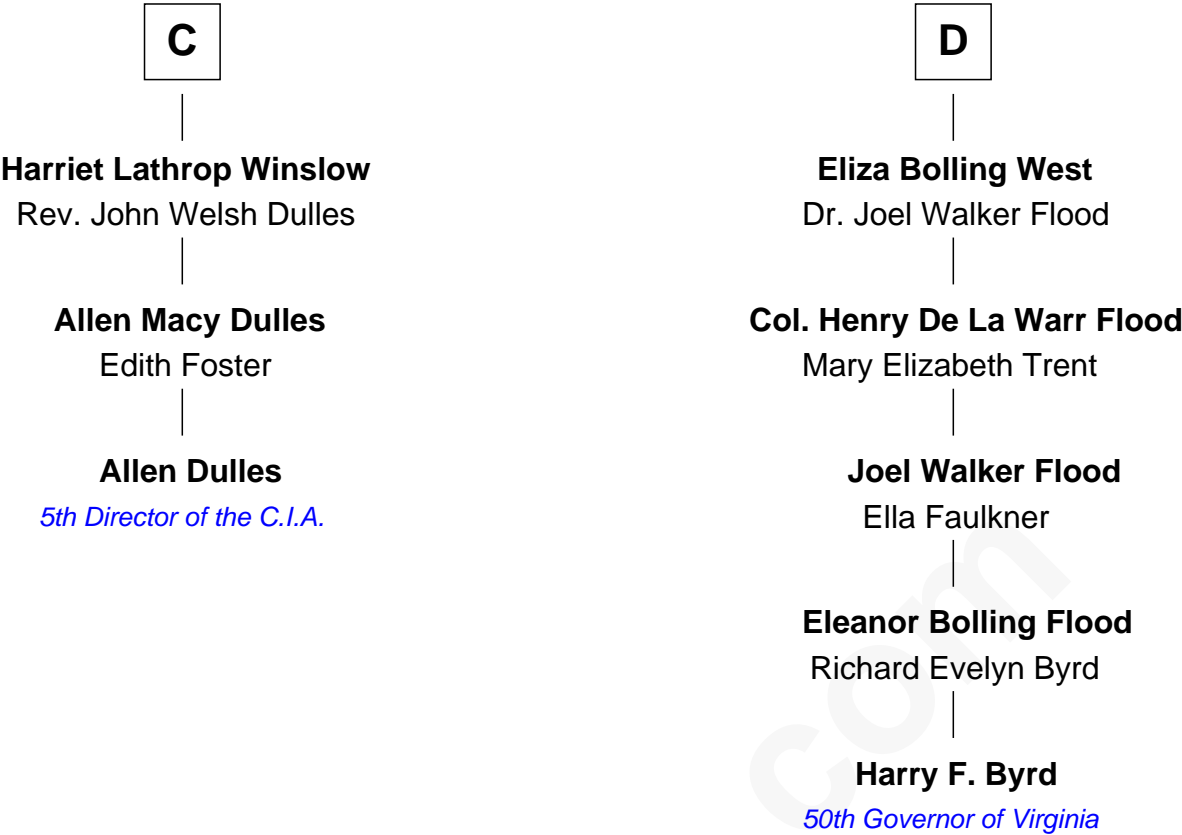 C
Harriet Lathrop Winslow
Rev. John Welsh Dulles
Allen Macy Dulles
Edith Foster
Allen Dulles
5th Director of the C.I.A.
D
Eliza Bolling West
Dr. Joel Walker Flood
Col. Henry De La Warr Flood
Mary Elizabeth Trent
Joel Walker Flood
Ella Faulkner
Eleanor Bolling Flood
Richard Evelyn Byrd
Harry F. Byrd
50th Governor of Virginia
com